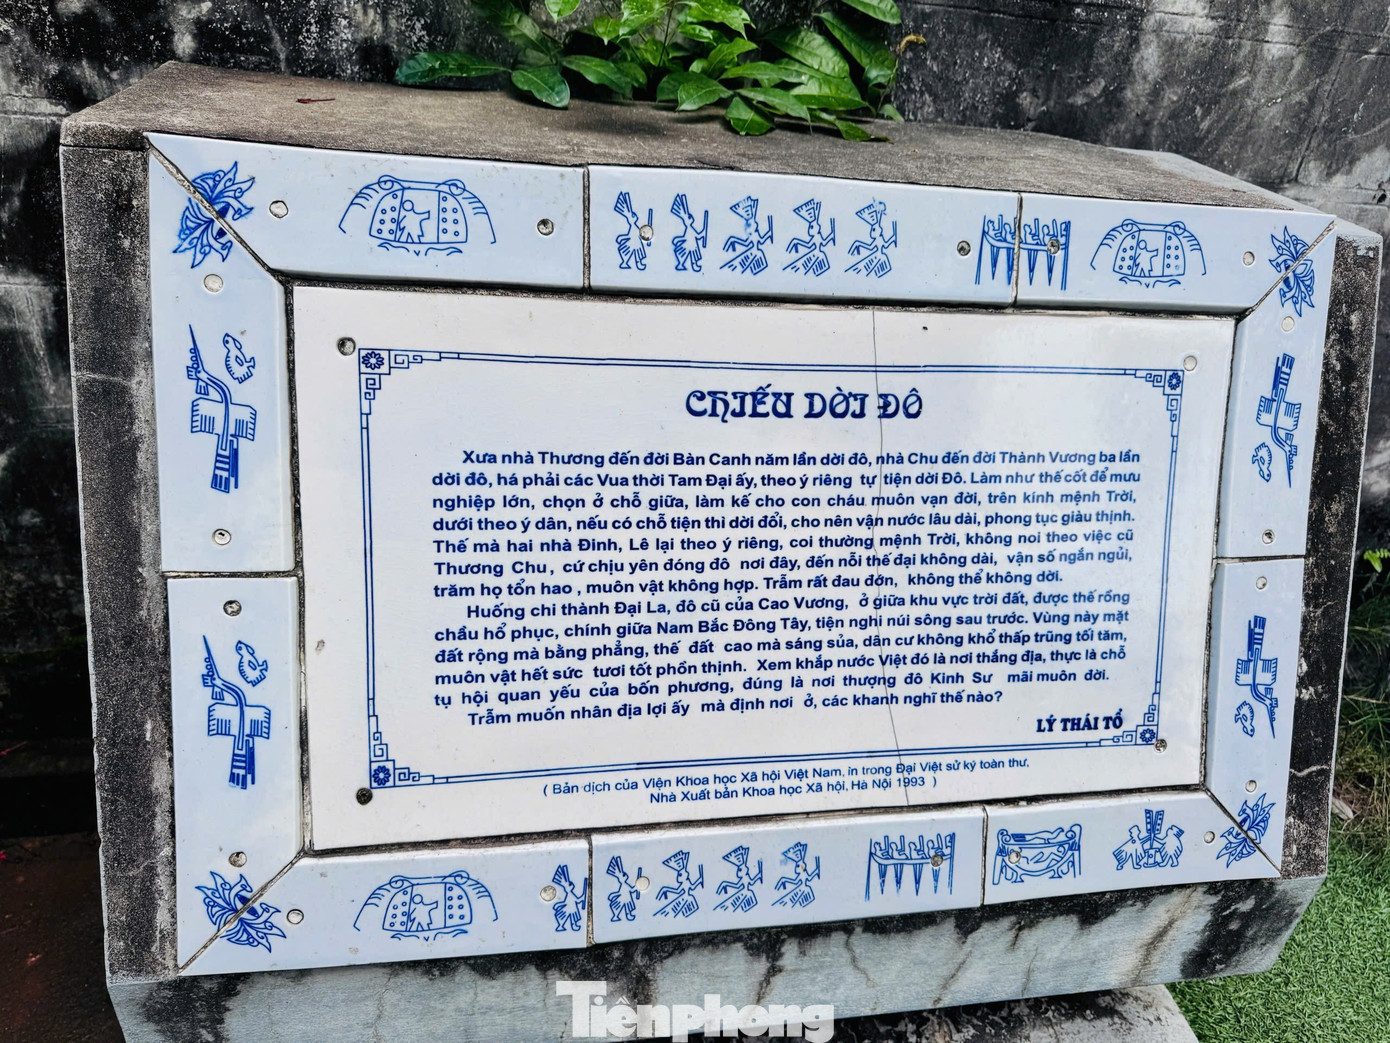 CHIẾU DỜI ĐÔ
Xưa nhà Thương đến đời Bàn Canh năm lần dời đô, nhà Chu đến đời Thành Vương ba lần
dời đô, há phải các Vua thời Tam Đại ấy, theo ý riêng tự tiện dời Đô. Làm như thế cốt để mưu
nghiệp lớn, chọn ở chỗ giữa, làm kế cho con cháu muôn vạn đời, trên kính mệnh Trời,
dưới theo ý dân, nếu có chỗ tiện thì dời đổi, cho nên vận nước lâu dài, phong tục giàu thịnh.
Thế mà hai nhà Đinh, Lê lại theo ý riêng, coi thường mệnh Trời, không noi theo việc cũ
Thương Chu, cứ chịu yên đóng đô nơi đây, đến nỗi thế đại không dài, vận số ngắn ngủi,
trăm họ tổn hao , muôn vật không hợp. Trẫm rất đau đớn, không thể không dời.
Huống chi thành Đại La, đô cũ của Cao Vương, ở giữa khu vực trời đất, được thế rồng
chầu hổ phục, chính giữa Nam Bắc Đông Tây, tiện nghi núi sông sau trước. Vùng này mặt
đất rộng mà bằng phẳng, thế đất cao mà sáng sủa, dân cư không khổ thấp trũng tối tăm,
muôn vật hết sức tươi tốt phồn thịnh. Xem khắp nước Việt đó là nơi thắng địa, thực là chỗ
tụ hội quan yếu của bốn phương, đúng là nơi thượng đô Kinh Sư mãi muôn đời.
Trẫm muốn nhân địa lợi ấy mà định nơi ở, các khanh nghĩ thế nào?
LÝ THÁI TỔ
( Bản dịch của Viện Khoa học Xã hội Việt Nam, in trong Đại Việt sử ký toàn thư,
Nhà Xuất bản Khoa học Xã hội, Hà Nội 1993 )
Tiềnphong